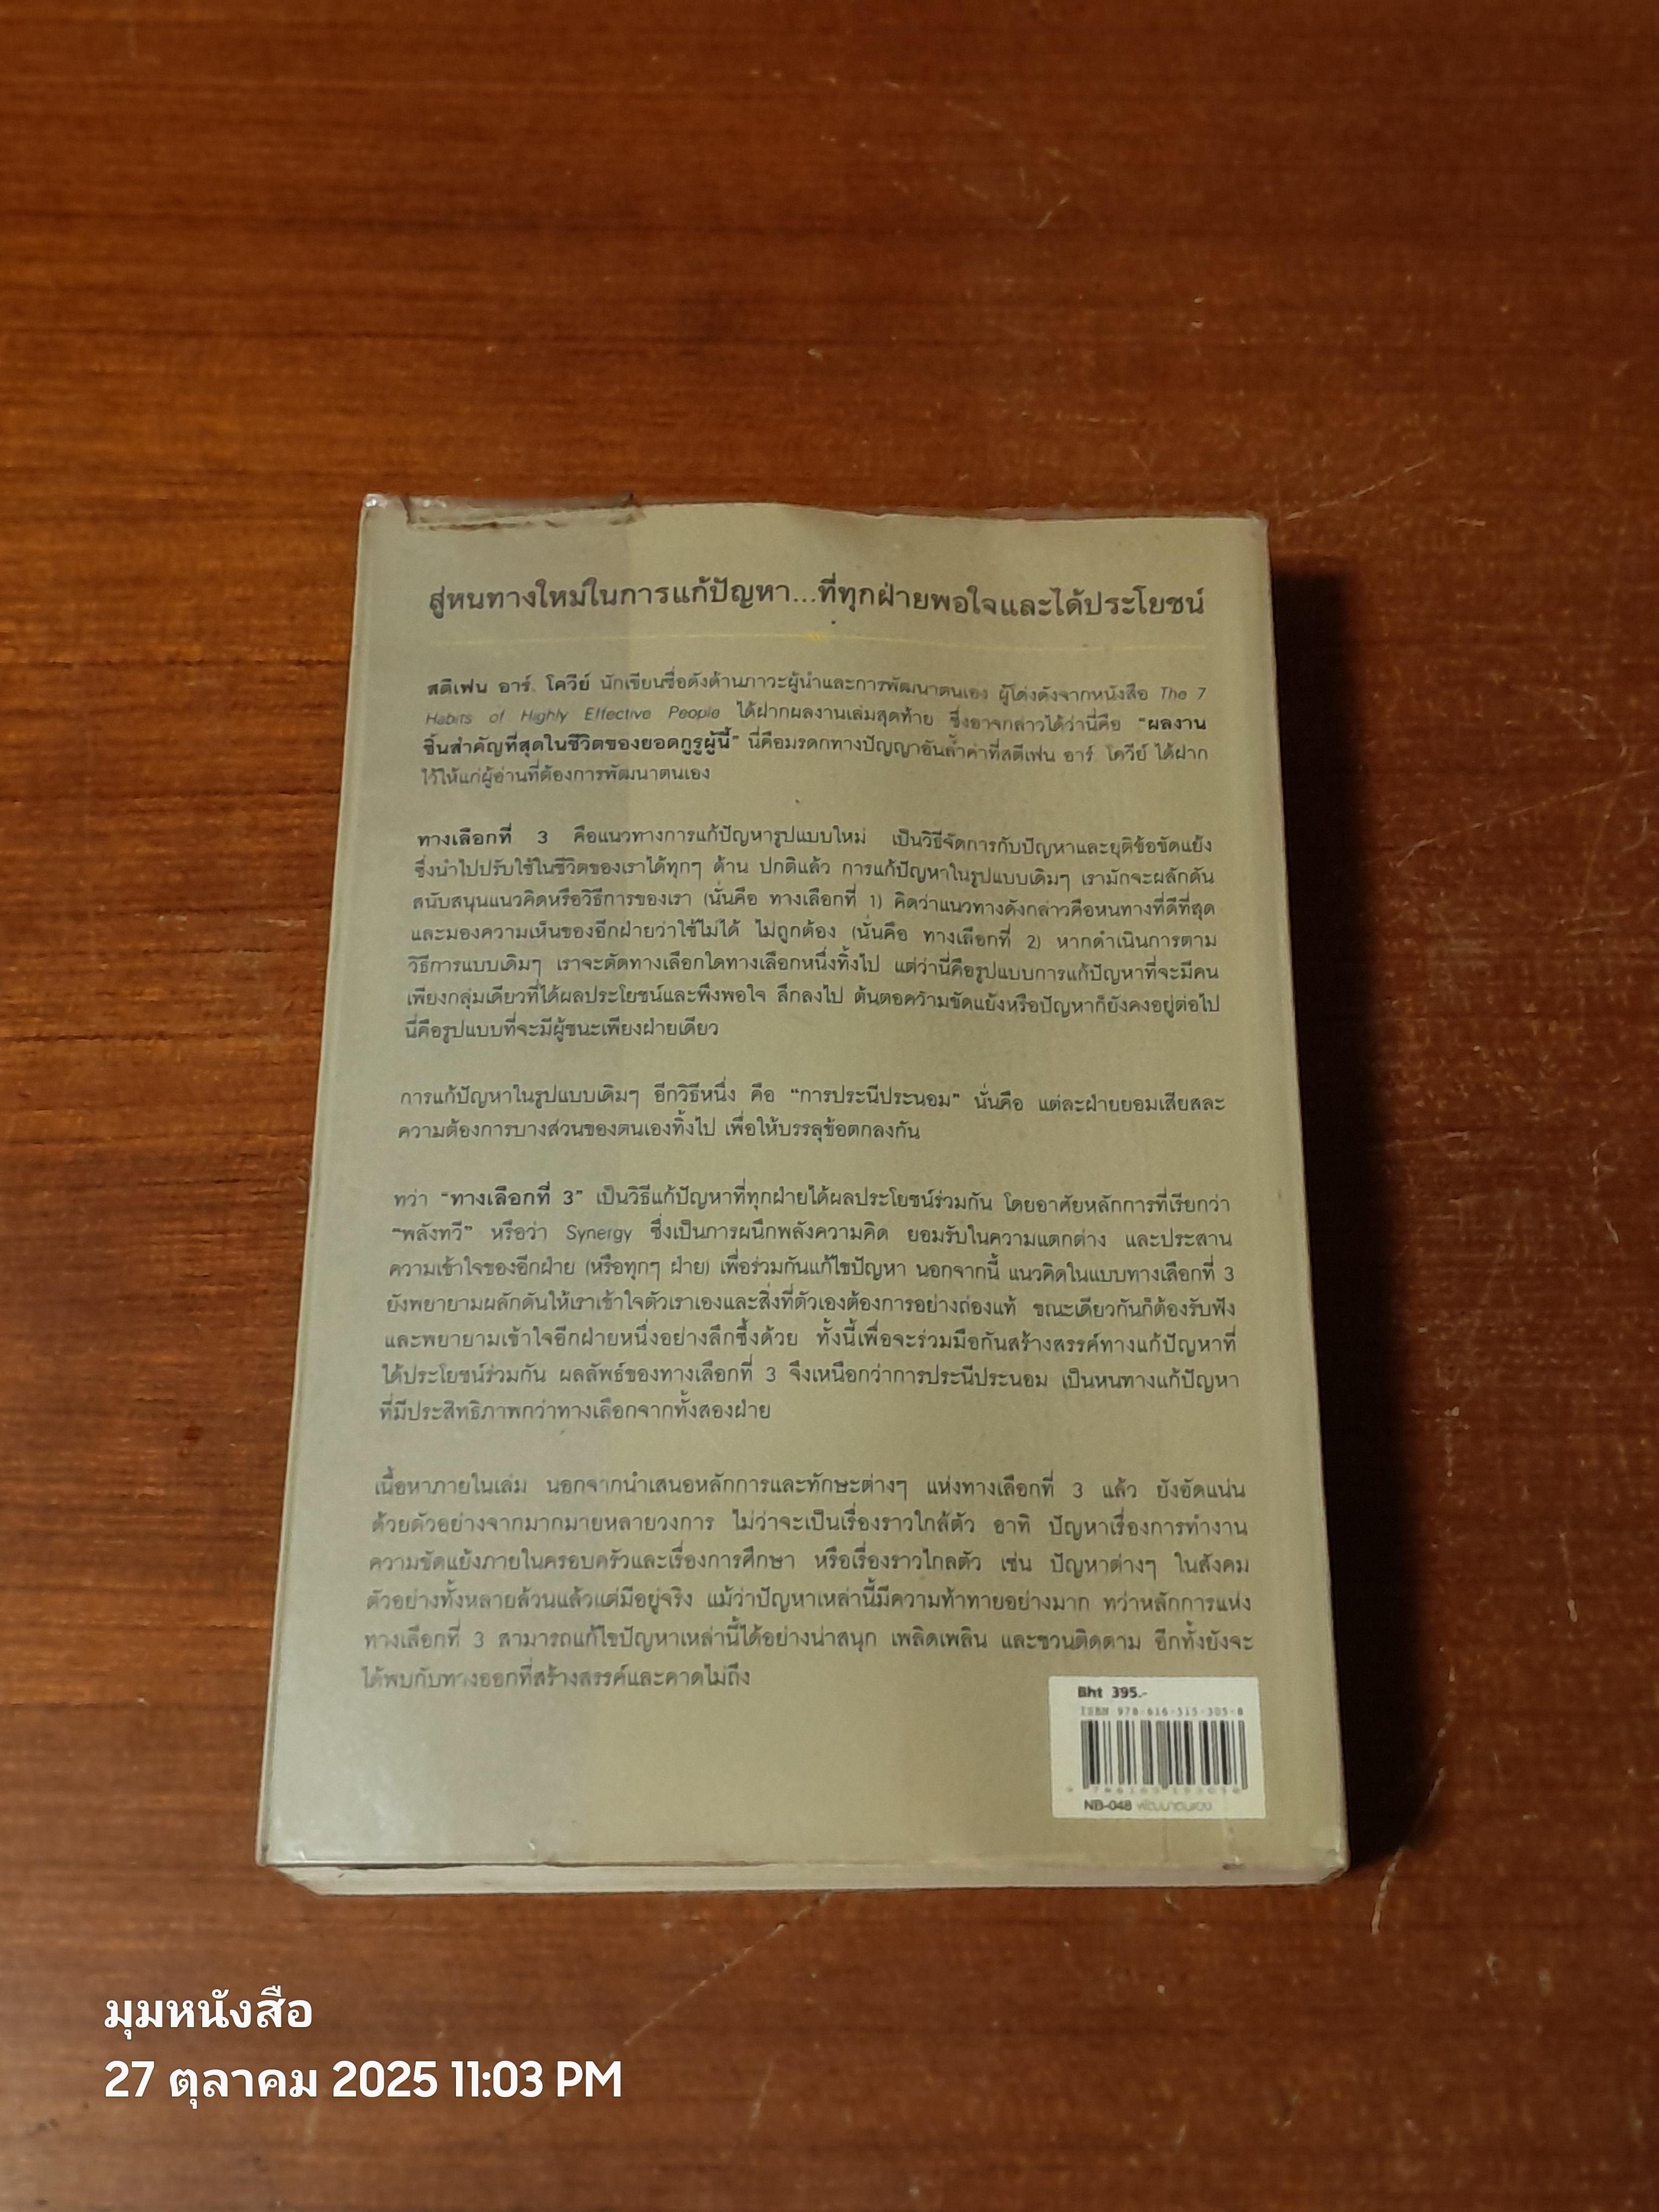 สู่หนทางใหม่ในการแก้ปัญหา...ที่ทุกฝ่ายพอใจและได้ประโยชน์
สตีเฟน อาร์. โควีย์ นักเขียนชื่อดังด้านภาวะผู้นำและการพัฒนาตนเอง ผู้โด่งดังจากหนังสือ The 7
Habits of Highly Effective People ได้ฝากผลงานเล่มสุดท้าย ซึ่งอาจกล่าวได้ว่านี่คือ “ผลงาน
ชิ้นสำคัญที่สุดในชีวิตของยอดกูรูผู้นี้” นี่คือมรดกทางปัญญาอันล้ำค่าที่สตีเฟน อาร์. โควีย์ ได้ฝาก
ไว้ให้แก่ผู้อ่านที่ต้องการพัฒนาตนเอง
ทางเลือกที่ 3 คือแนวทางการแก้ปัญหารูปแบบใหม่ เป็นวิธีจัดการกับปัญหาและยุติข้อขัดแย้ง
ซึ่งนำไปปรับใช้ในชีวิตของเราได้ทุกๆ ด้าน ปกติแล้ว การแก้ปัญหาในรูปแบบเดิมๆ เรามักจะผลักดัน
สนับสนุนแนวคิดหรือวิธีการของเรา (นั่นคือ ทางเลือกที่ 1) คิดว่าแนวทางดังกล่าวคือหนทางที่ดีที่สุด
และมองความเห็นของอีกฝ่ายว่าใช้ไม่ได้ ไม่ถูกต้อง (นั่นคือ ทางเลือกที่ 2) หากดำเนินการตาม
วิธีการแบบเดิมๆ เราจะตัดทางเลือกใดทางเลือกหนึ่งทิ้งไป แต่ว่านี่คือรูปแบบการแก้ปัญหาที่จะมีคน
เพียงกลุ่มเดียวที่ได้ผลประโยชน์และพึงพอใจ ลึกลงไป ต้นตอความขัดแย้งหรือปัญหาก็ยังคงอยู่ต่อไป
นี่คือรูปแบบที่จะมีผู้ชนะเพียงฝ่ายเดียว
การแก้ปัญหาในรูปแบบเดิมๆ อีกวิธีหนึ่ง คือ “การประนีประนอม” นั่นคือ แต่ละฝ่ายยอมเสียสละ
ความต้องการบางส่วนของตนเองทิ้งไป เพื่อให้บรรลุข้อตกลงกัน
ทว่า “ทางเลือกที่ 3” เป็นวิธีแก้ปัญหาที่ทุกฝ่ายได้ผลประโยชน์ร่วมกัน โดยอาศัยหลักการที่เรียกว่า
“พลังทวี” หรือว่า Synergy ซึ่งเป็นการผนึกพลังความคิด ยอมรับในความแตกต่าง และประสาน
ความเข้าใจของอีกฝ่าย (หรือทุกๆ ฝ่าย) เพื่อร่วมกันแก้ไขปัญหา นอกจากนี้ แนวคิดในแบบทางเลือกที่ 3
ยังพยายามผลักดันให้เราเข้าใจตัวเราเองและสิ่งที่ตัวเองต้องการอย่างถ่องแท้ ขณะเดียวกันก็ต้องรับฟัง
และพยายามเข้าใจอีกฝ่ายหนึ่งอย่างลึกซึ้งด้วย ทั้งนี้เพื่อจะร่วมมือกันสร้างสรรค์ทางแก้ปัญหาที่
ได้ประโยชน์ร่วมกัน ผลลัพธ์ของทางเลือกที่ 3 จึงเหนือกว่าการประนีประนอม เป็นหนทางแก้ปัญหา
ที่มีประสิทธิภาพกว่าทางเลือกจากทั้งสองฝ่าย
เนื้อหาภายในเล่ม นอกจากนำเสนอหลักการและทักษะต่างๆ แห่งทางเลือกที่ 3 แล้ว ยังอัดแน่น
ด้วยตัวอย่างจากมากมายหลายวงการ ไม่ว่าจะเป็นเรื่องราวใกล้ตัว อาทิ ปัญหาเรื่องการทำงาน
ความขัดแย้งภายในครอบครัวและเรื่องการศึกษา หรือเรื่องราวไกลตัว เช่น ปัญหาต่างๆ ในสังคม
ตัวอย่างทั้งหลายล้วนแล้วแต่มีอยู่จริง แม้ว่าปัญหาเหล่านี้มีความท้าทายอย่างมาก ทว่าหลักการแห่ง
ทางเลือกที่ 3 สามารถแก้ไขปัญหาเหล่านี้ได้อย่างน่าสนุก เพลิดเพลิน และชวนติดตาม อีกทั้งยังจะ
ได้พบกับทางออกที่สร้างสรรค์และคาดไม่ถึง
Bht 395.-
ISBN 978-616-515-305-8
NB-048 พัฒนาตนเอง
มุมหนังสือ
27 ตุลาคม 2025 11:03 PM